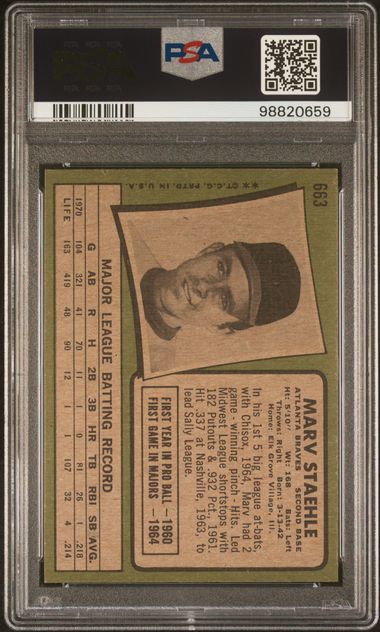 PSA
98820659
663
MARV STAEHLE
ATLANTA BRAVES SECOND BASE
Ht: 5'10" Wt: 168 Bats: Left
Throws: Right Born: 3-13-42
Home: Elk Grove Village, Ill.
In his 1st 5 big league at-bats,
with Chisox, 1964, Marv had 2
game-winning pinch-Hits. Led
Midwest League shortstops with
182 Putouts & .932 Pct., 1961.
Hit .337 at Nashville, 1963, to
lead Sally League.
FIRST YEAR IN PRO BALL—1960
FIRST GAME IN MAJORS—1964
MAJOR LEAGUE BATTING RECORD
G AB R H 2B 3B HR TB RBI SB AVG.
1970 104 321 41 70 11 1 0 81 26 1 .218
LIFE 163 419 48 90 12 1 1 107 32 4 .214
** ©T.C.G. PRTD. IN U.S.A.